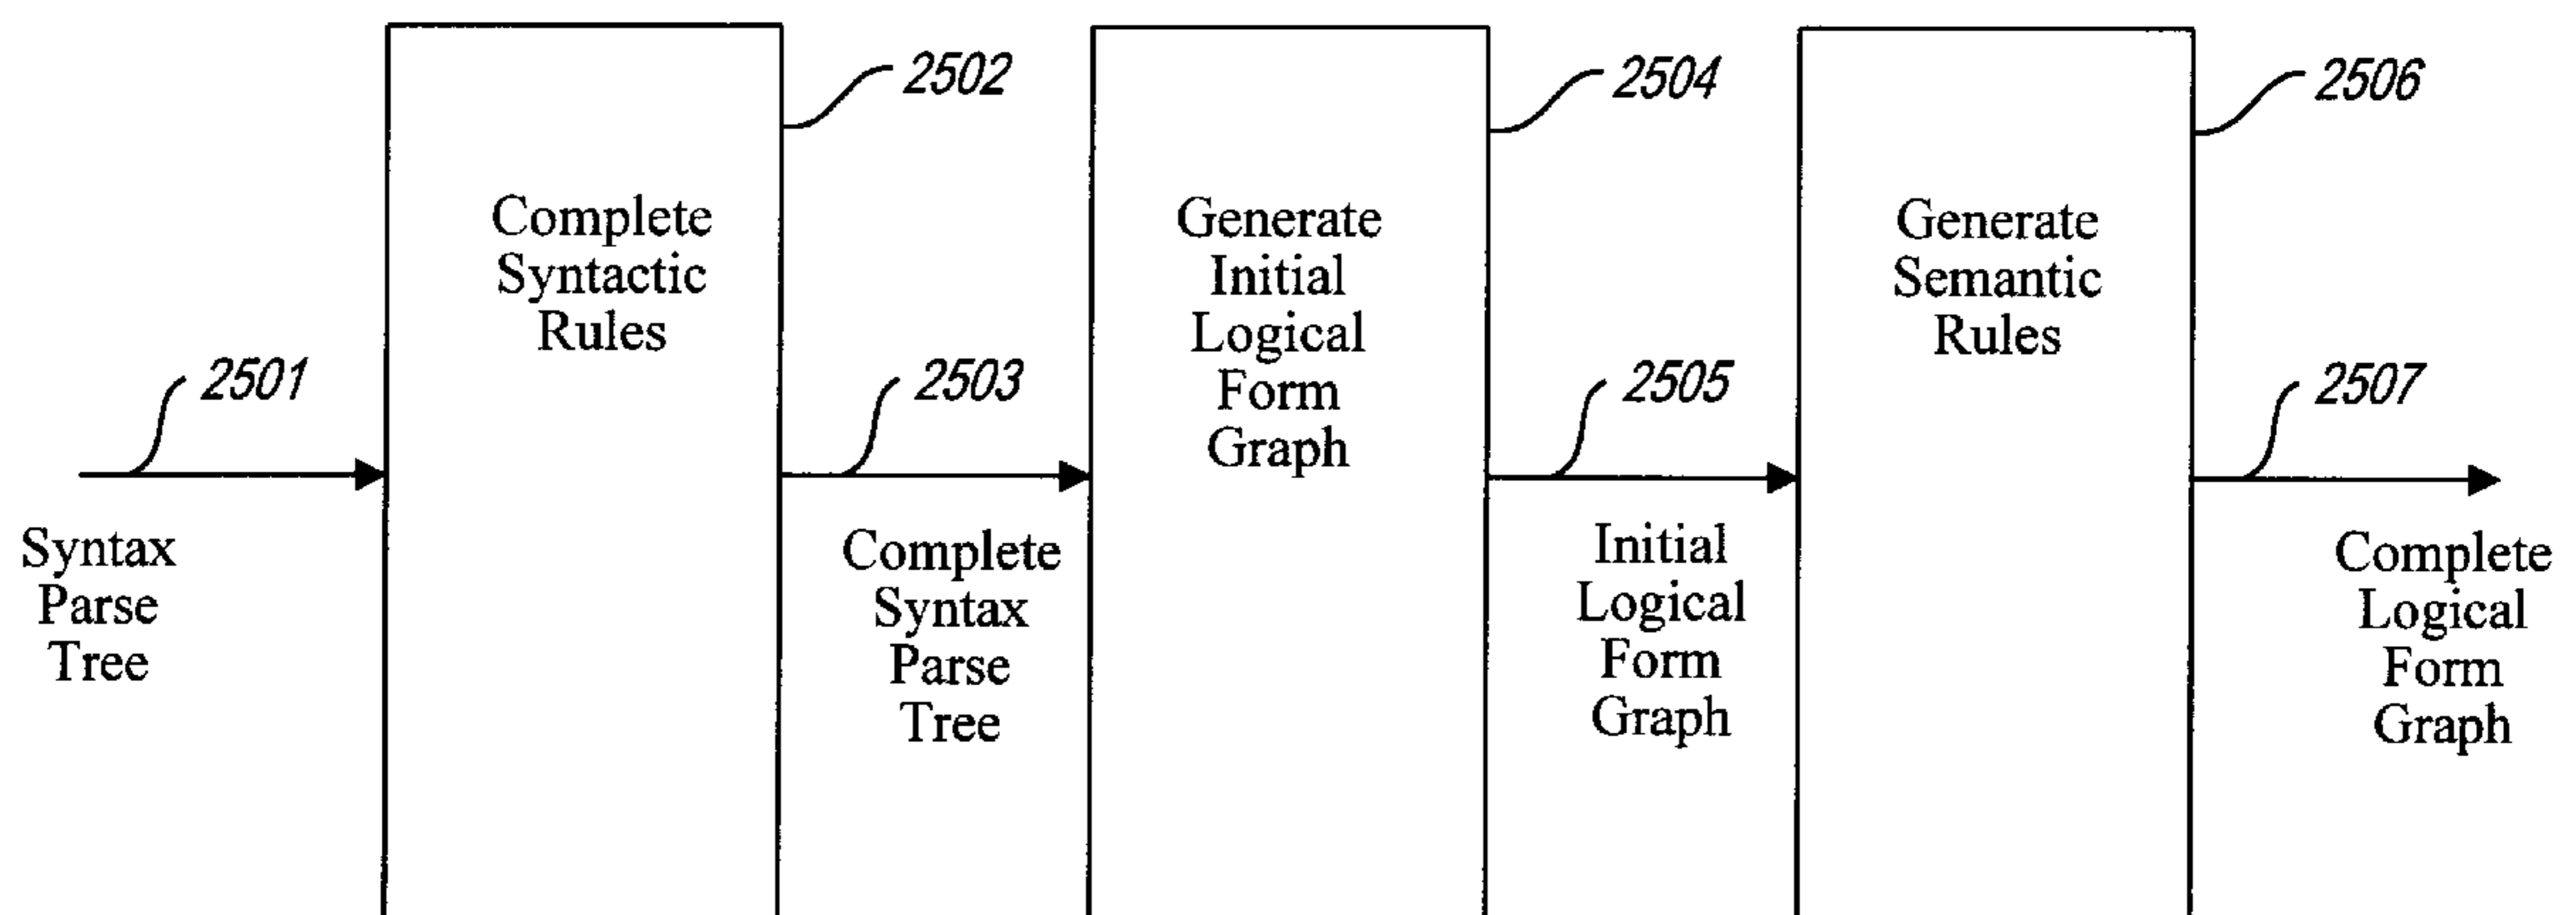 2502
2504
2506
Complete
Syntactic
Rules
Generate
Initial
Logical
Form
Graph
Generate
Semantic
Rules
2501
2503
2505
2507
Syntax
Parse
Tree
Complete
Syntax
Parse
Tree
Initial
Logical
Form
Graph
Complete
Logical
Form
Graph